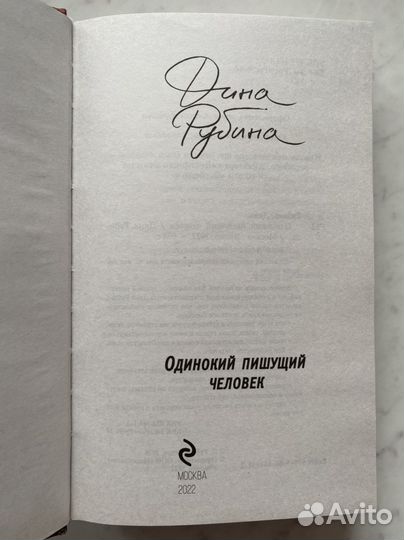 Дина
Рубина
ОДИНОКИЙ ПИШУЩИЙ
ЧЕЛОВЕК
МОСКВА
2022
Avito